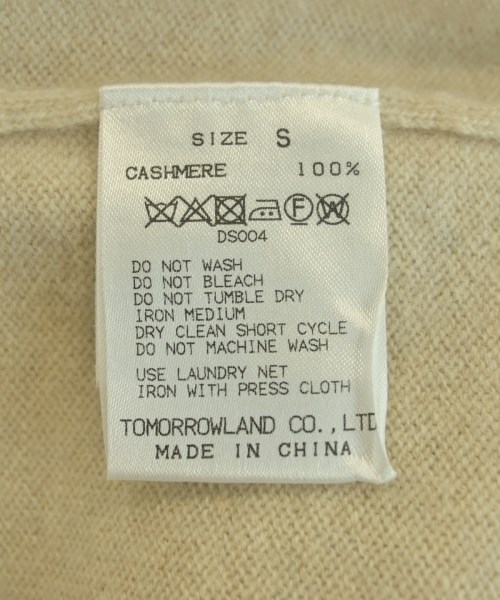 SIZE S
CASHMERE 100%
F W
DS004
DO NOT WASH
DO NOT BLEACH
DO NOT TUMBLE DRY
IRON MEDIUM
DRY CLEAN SHORT CYCLE
DO NOT MACHINE WASH
USE LAUNDRY NET
IRON WITH PRESS CLOTH
TOMORROWLAND CO.,LTD
MADE IN CHINA